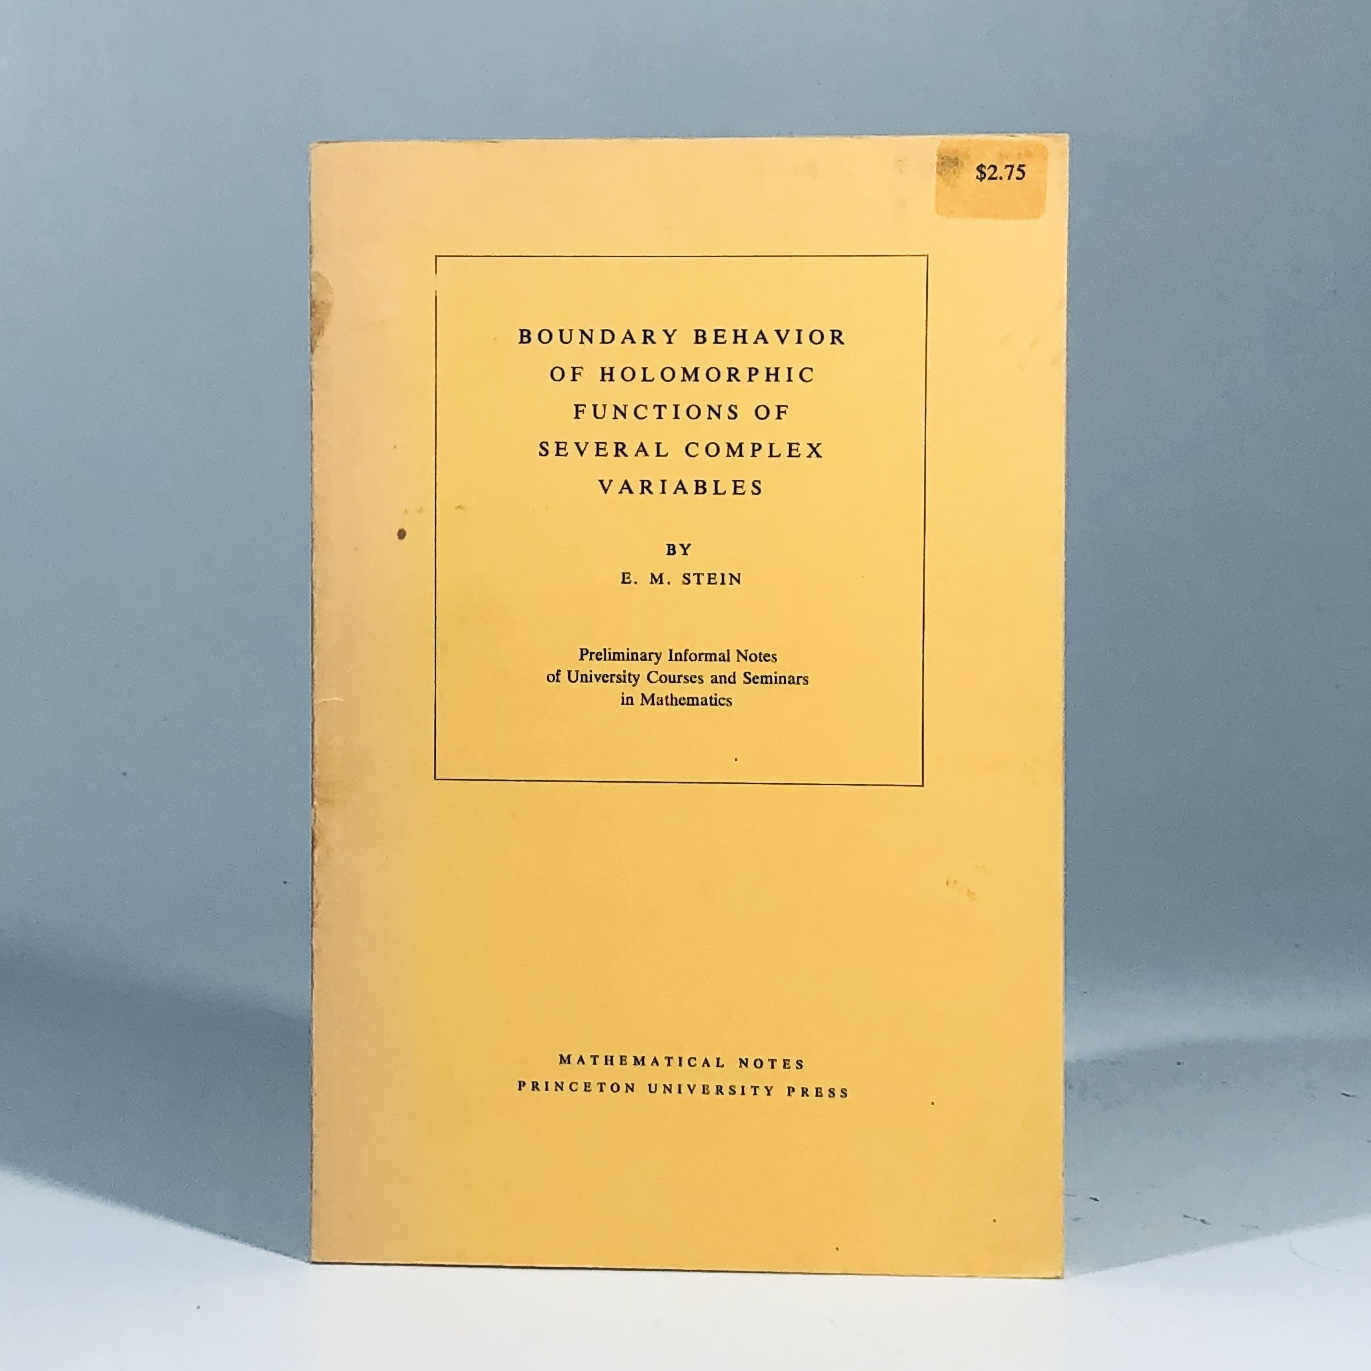 $2.75
BOUNDARY BEHAVIOR
OF HOLOMORPHIC
FUNCTIONS OF
SEVERAL COMPLEX
VARIABLES
BY
E. M. STEIN
Preliminary Informal Notes
of University Courses and Seminars
in Mathematics
MATHEMATICAL NOTES
PRINCETON UNIVERSITY PRESS